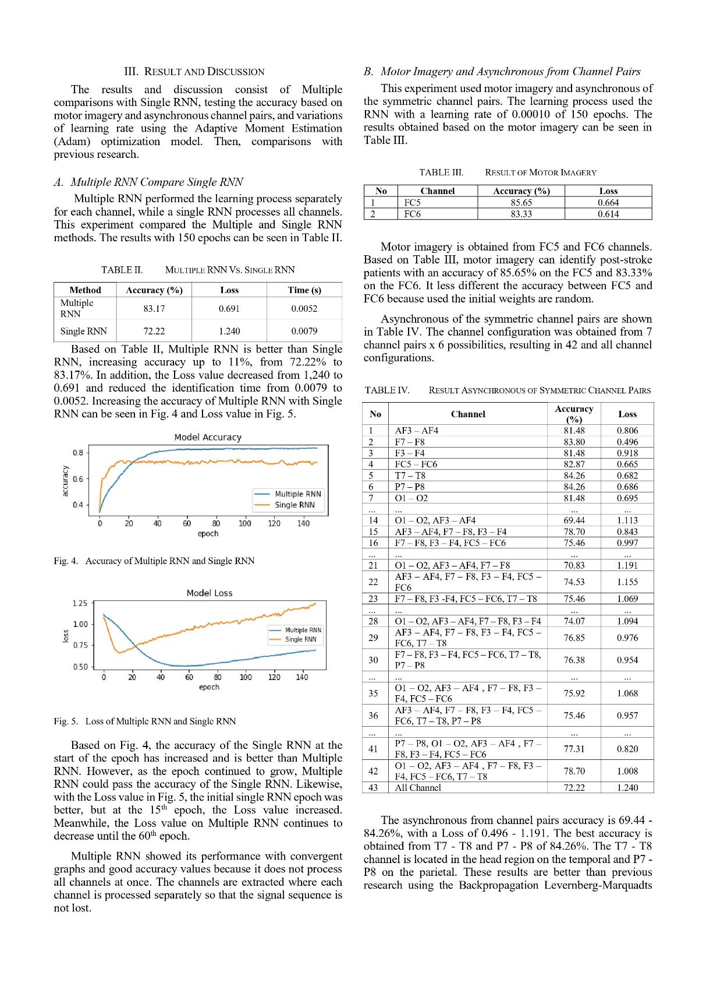 III. RESULT AND DISCUSSION
The results and discussion consist of Multiple
comparisons with Single RNN, testing the accuracy based on
motor imagery and asynchronous channel pairs, and variations
of learning rate using the Adaptive Moment Estimation
(Adam) optimization model. Then, comparisons with
previous research.
A. Multiple RNN Compare Single RNN
Multiple RNN performed the learning process separately
for each channel, while a single RNN processes all channels.
This experiment compared the Multiple and Single RNN
methods. The results with 150 epochs can be seen in Table II.
TABLE II. MULTIPLE RNN VS. SINGLE RNN
Method Accuracy (%) Loss Time (s)
Multiple
RNN 83.17 0.691 0.0052
Single RNN 72.22 1.240 0.0079
Based on Table II, Multiple RNN is better than Single
RNN, increasing accuracy up to 11%, from 72.22% to
83.17%. In addition, the Loss value decreased from 1,240 to
0.691 and reduced the identification time from 0.0079 to
0.0052. Increasing the accuracy of Multiple RNN with Single
RNN can be seen in Fig. 4 and Loss value in Fig. 5.
Model Accuracy
accuracy
0.8
0.6
0.4
Multiple RNN
Single RNN
0 20 40 60 80 100 120 140
epoch
Fig. 4. Accuracy of Multiple RNN and Single RNN
Model Loss
loss
1.25
1.00
0.75
0.50
Multiple RNN
Single RNN
0 20 40 60 80 100 120 140
epoch
Fig. 5. Loss of Multiple RNN and Single RNN
Based on Fig. 4, the accuracy of the Single RNN at the
start of the epoch has increased and is better than Multiple
RNN. However, as the epoch continued to grow, Multiple
RNN could pass the accuracy of the Single RNN. Likewise,
with the Loss value in Fig. 5, the initial single RNN epoch was
better, but at the 15th epoch, the Loss value increased.
Meanwhile, the Loss value on Multiple RNN continues to
decrease until the 60th epoch.
Multiple RNN showed its performance with convergent
graphs and good accuracy values because it does not process
all channels at once. The channels are extracted where each
channel is processed separately so that the signal sequence is
not lost.
B. Motor Imagery and Asynchronous from Channel Pairs
This experiment used motor imagery and asynchronous of
the symmetric channel pairs. The learning process used the
RNN with a learning rate of 0.00010 of 150 epochs. The
results obtained based on the motor imagery can be seen in
Table III.
TABLE III. RESULT OF MOTOR IMAGERY
No Channel Accuracy (%) Loss
1 FC5 85.65 0.664
2 FC6 83.33 0.614
Motor imagery is obtained from FC5 and FC6 channels.
Based on Table III, motor imagery can identify post-stroke
patients with an accuracy of 85.65% on the FC5 and 83.33%
on the FC6. It less different the accuracy between FC5 and
FC6 because used the initial weights are random.
Asynchronous of the symmetric channel pairs are shown
in Table IV. The channel configuration was obtained from 7
channel pairs x 6 possibilities, resulting in 42 and all channel
configurations.
TABLE IV. RESULT ASYNCHRONOUS OF SYMMETRIC CHANNEL PAIRS
No Channel Accuracy
(%) Loss
1 AF3 – AF4 81.48 0.806
2 F7 – F8 83.80 0.496
3 F3 – F4 81.48 0.918
4 FC5 – FC6 82.87 0.665
5 T7 – T8 84.26 0.682
6 P7 – P8 84.26 0.686
7 O1 – O2 81.48 0.695
... ... ... ...
14 O1 – O2, AF3 – AF4 69.44 1.113
15 AF3 – AF4, F7 – F8, F3 – F4 78.70 0.843
16 F7 – F8, F3 – F4, FC5 – FC6 75.46 0.997
... ... ... ...
21 O1 – O2, AF3 – AF4, F7 – F8 70.83 1.191
22 AF3 – AF4, F7 – F8, F3 – F4, FC5 –
FC6 74.53 1.155
23 F7 – F8, F3 -F4, FC5 – FC6, T7 – T8 75.46 1.069
... ... ... ...
28 O1 – O2, AF3 – AF4, F7 – F8, F3 – F4 74.07 1.094
29 AF3 – AF4, F7 – F8, F3 – F4, FC5 –
FC6, T7 – T8 76.85 0.976
30 F7 – F8, F3 – F4, FC5 – FC6, T7 – T8,
P7 – P8 76.38 0.954
... ... ... ...
35 O1 – O2, AF3 – AF4 , F7 – F8, F3 –
F4, FC5 – FC6 75.92 1.068
36 AF3 – AF4, F7 – F8, F3 – F4, FC5 –
FC6, T7 – T8, P7 – P8 75.46 0.957
... ... ... ...
41 P7 – P8, O1 – O2, AF3 – AF4 , F7 –
F8, F3 – F4, FC5 – FC6 77.31 0.820
42 O1 – O2, AF3 – AF4 , F7 – F8, F3 –
F4, FC5 – FC6, T7 – T8 78.70 1.008
43 All Channel 72.22 1.240
The asynchronous from channel pairs accuracy is 69.44 -
84.26%, with a Loss of 0.496 - 1.191. The best accuracy is
obtained from T7 - T8 and P7 - P8 of 84.26%. The T7 - T8
channel is located in the head region on the temporal and P7 -
P8 on the parietal. These results are better than previous
research using the Backpropagation Levernberg-Marquadts